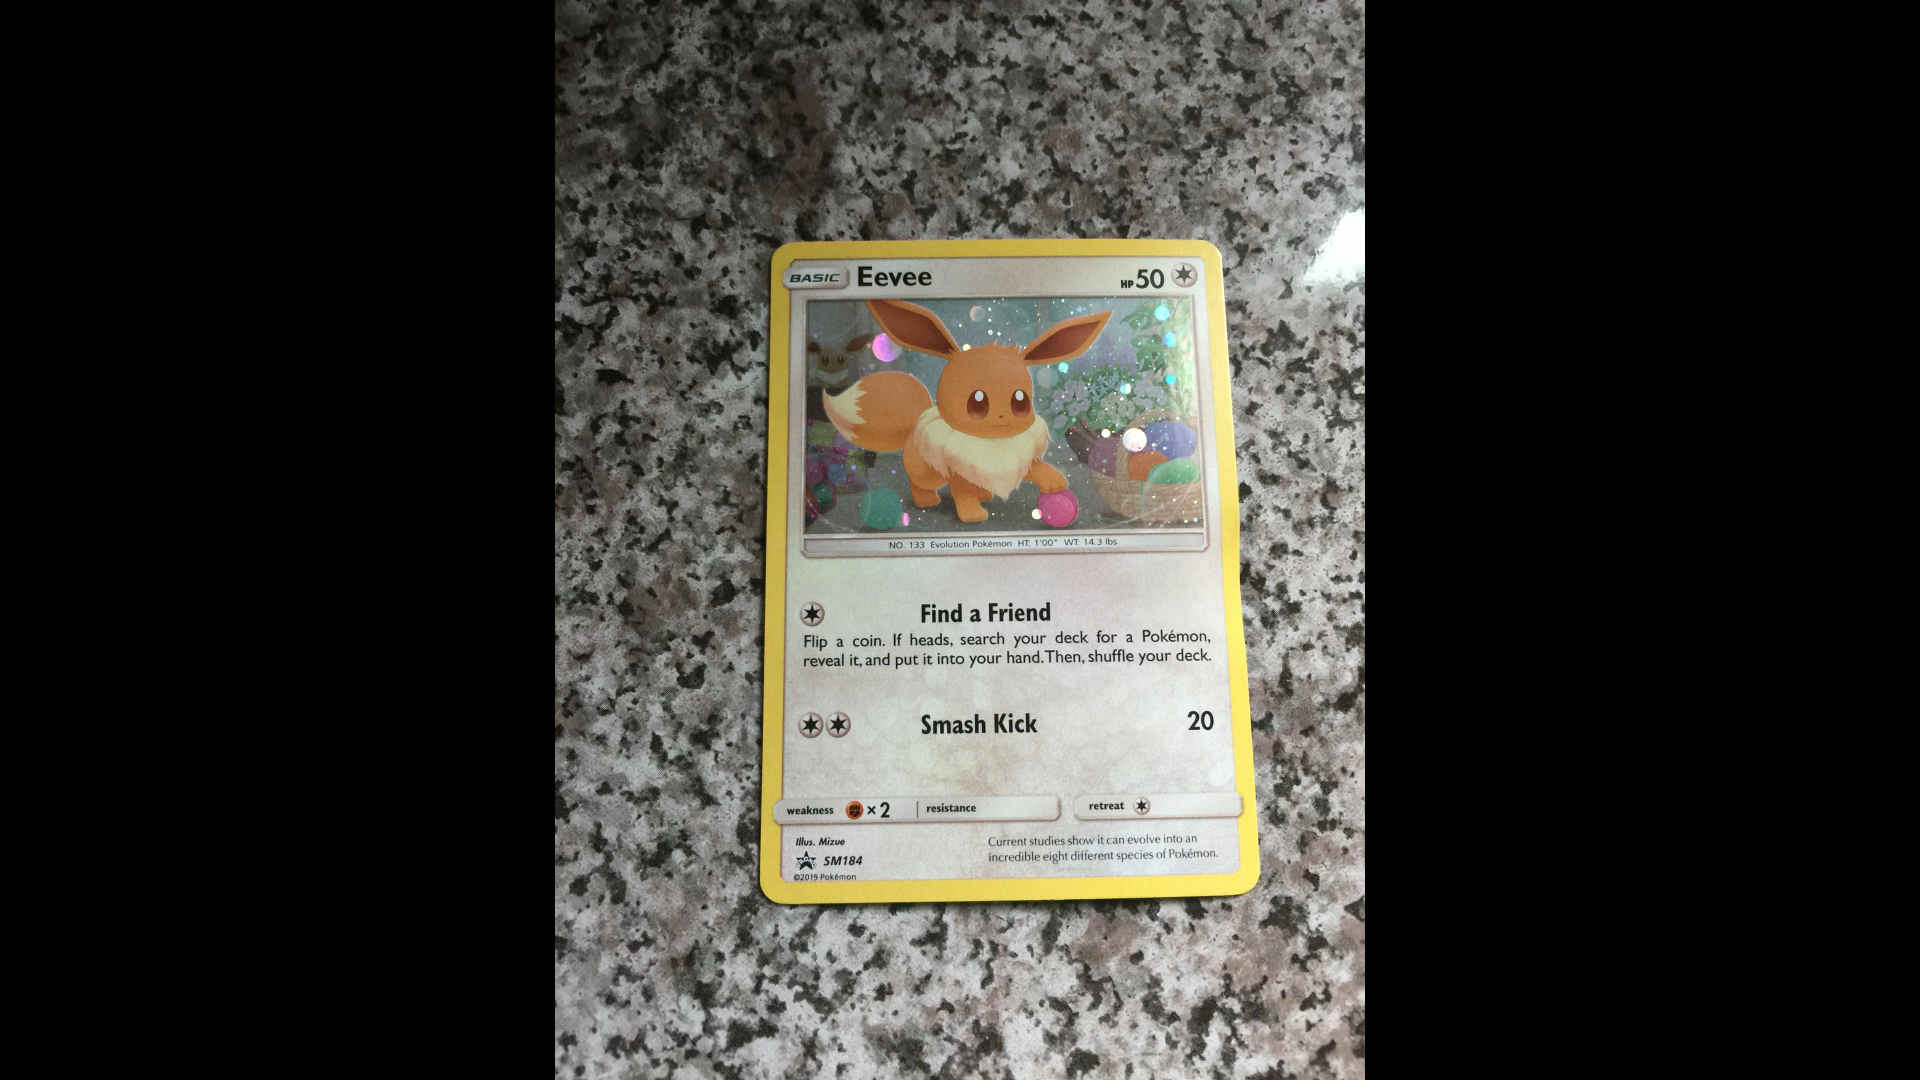 BASIC Eevee HP 50
NO. 133 Evolution Pokémon HT: 1'00" WT: 14.3 lbs.
Find a Friend
Flip a coin. If heads, search your deck for a Pokémon,
reveal it, and put it into your hand. Then, shuffle your deck.
Smash Kick 20
weakness ×2 resistance retreat
Illus. Mizue
SM184
©2019 Pokémon
Current studies show it can evolve into an
incredible eight different species of Pokémon.